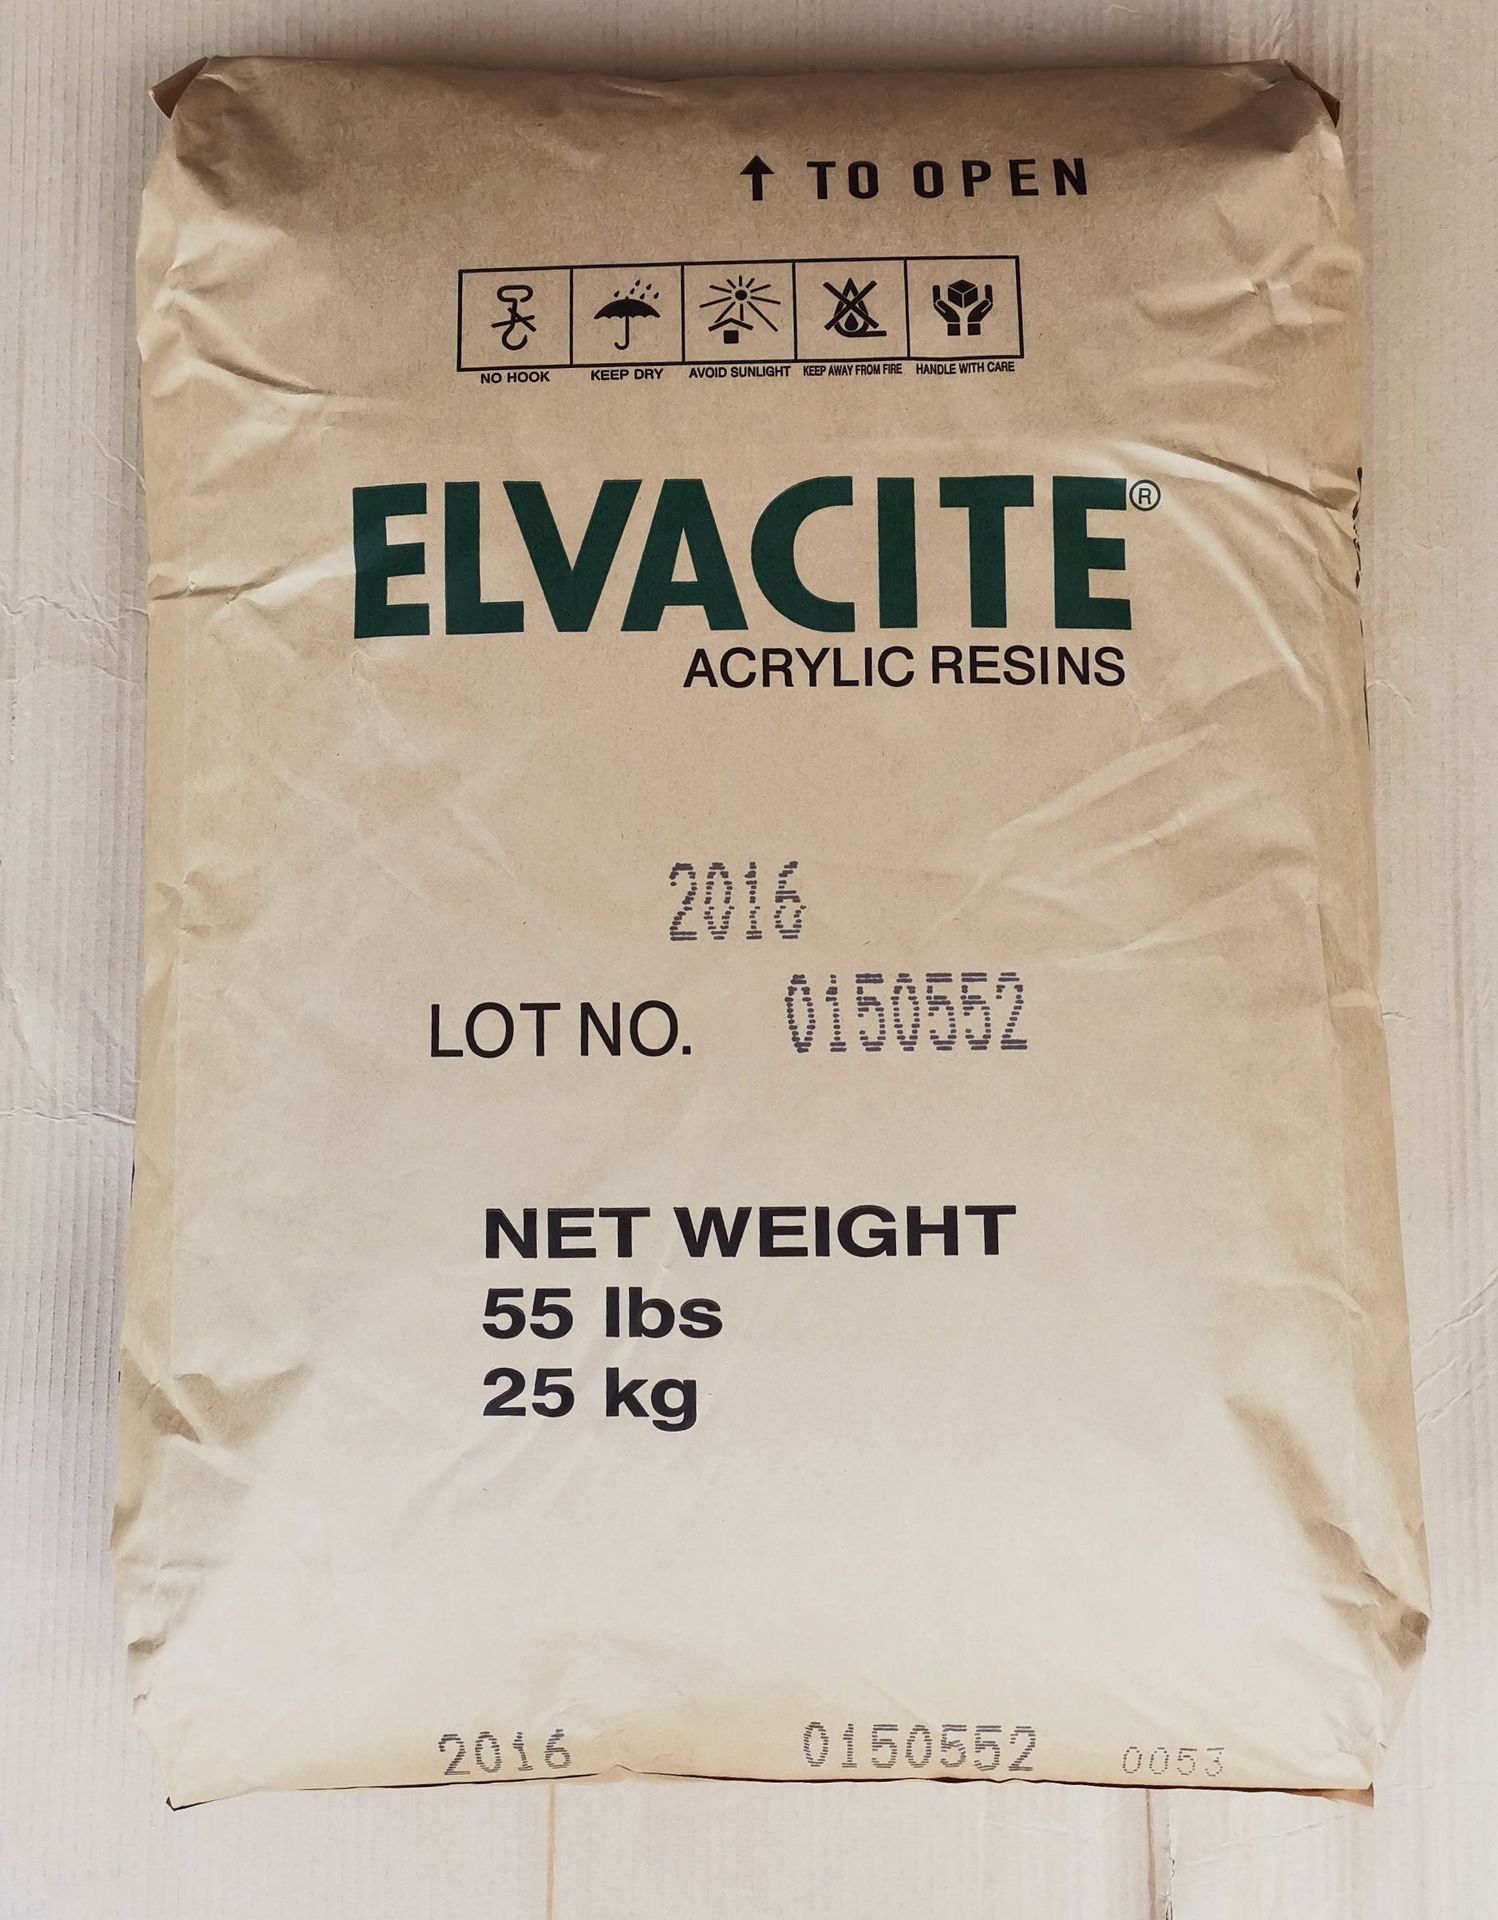 ↑ TO OPEN
NO HOOK KEEP DRY AVOID SUNLIGHT KEEP AWAY FROM FIRE HANDLE WITH CARE
ELVACITE®
ACRYLIC RESINS
2016
LOT NO. 0150552
NET WEIGHT
55 lbs
25 kg
2016 0150552 0053